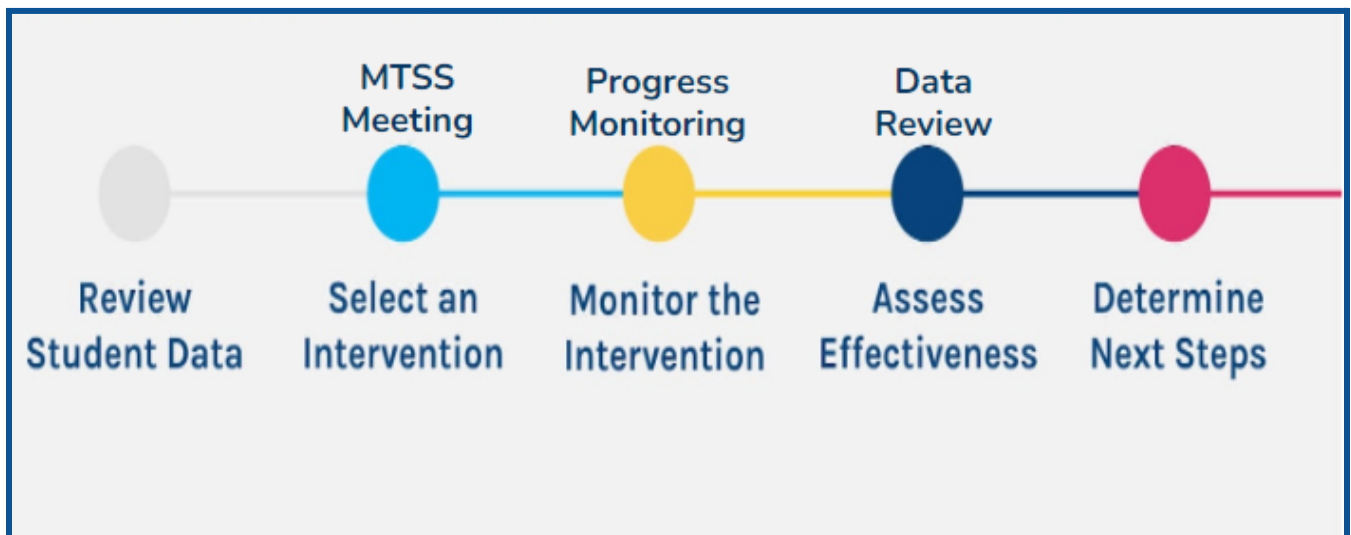 MTSS
Meeting
Progress
Monitoring
Data
Review
Review
Student Data
Select an
Intervention
Monitor the
Intervention
Assess
Effectiveness
Determine
Next Steps